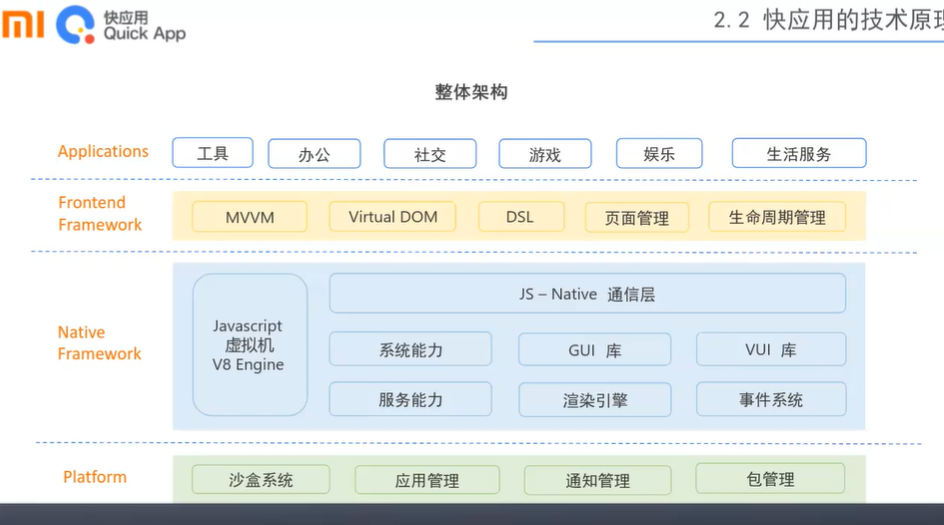 mi 快应用 Quick App
2.2 快应用的技术原理
整体架构
Applications 工具 办公 社交 游戏 娱乐 生活服务
Frontend Framework MVVM Virtual DOM DSL 页面管理 生命周期管理
Native Framework
Javascript
虚拟机
V8 Engine
JS – Native 通信层
系统能力 GUI 库 VUI 库
服务能力 渲染引擎 事件系统
Platform 沙盒系统 应用管理 通知管理 包管理